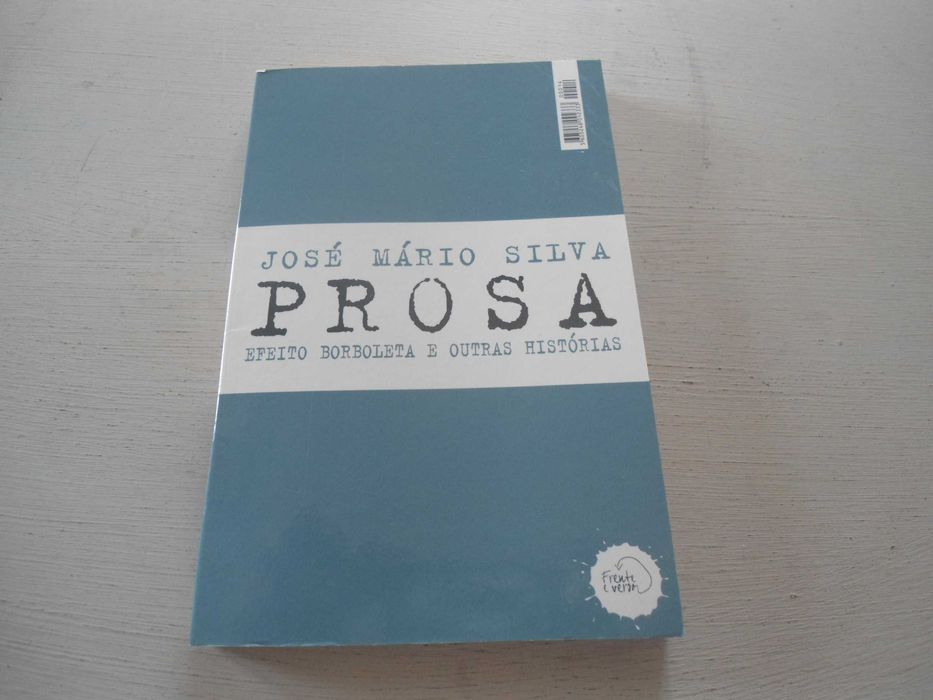 JOSÉ MÁRIO SILVA
PROSA
EFEITO BORBOLETA E OUTRAS HISTÓRIAS
Frente
e verso